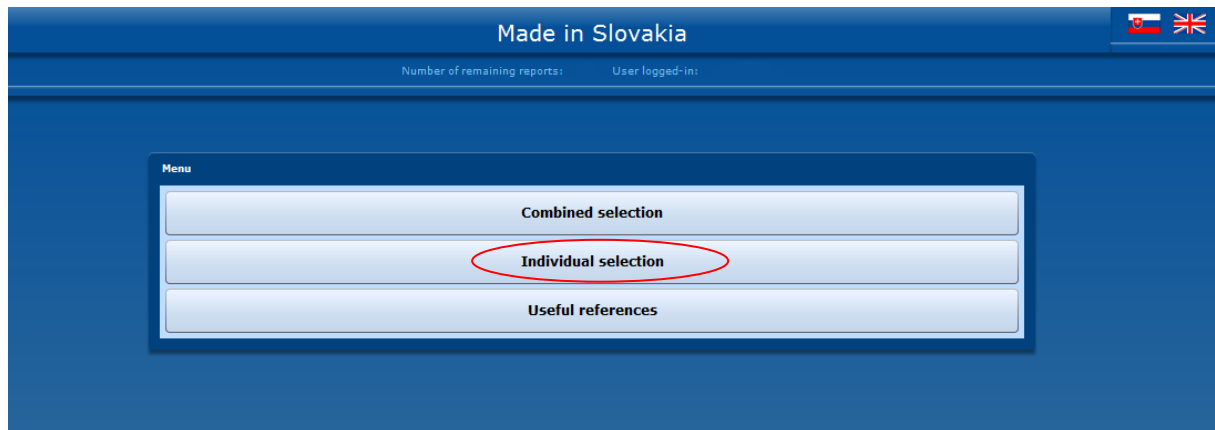 Made in Slovakia
Number of remaining reports: User logged-in:
Menu
Combined selection
Individual selection
Useful references